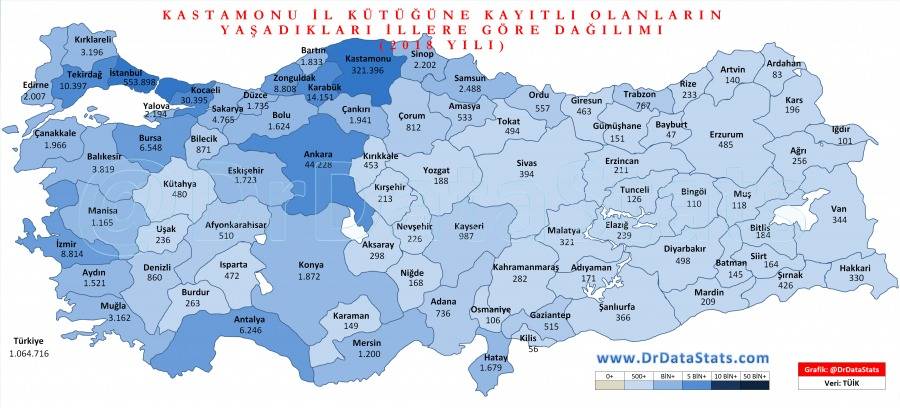 KASTAMONU İL KÜTÜĞÜNE KAYITLI OLANLARIN
YAŞADIKLARI İLLERE GÖRE DAĞILIMI
(2018 YILI)
Kırklareli
3.196
Edirne
2.007
Tekirdağ
10.397
İstanbul
553.898
Kocaeli
30.395
Yalova
2.194
Sakarya
4.765
Düzce
1.735
Zonguldak
8.808
Bartın
1.833
Karabük
14.151
Kastamonu
321.396
Sinop
2.202
Samsun
2.488
Ordu
557
Giresun
463
Trabzon
767
Rize
233
Artvin
140
Ardahan
83
Kars
196
Iğdır
101
Ağrı
256
Çanakkale
1.966
Balıkesir
3.819
Bursa
6.548
Bilecik
871
Bolu
1.624
Çankırı
1.941
Çorum
812
Amasya
533
Tokat
494
Gümüşhane
151
Bayburt
47
Erzurum
485
Erzincan
211
Kütahya
480
Eskişehir
1.723
Ankara
44.228
Kırıkkale
453
Yozgat
188
Sivas
394
Tunceli
126
Bingöl
110
Muş
118
Van
344
Bitlis
184
Manisa
1.165
Uşak
236
Afyonkarahisar
510
Kırşehir
213
Nevşehir
226
Kayseri
987
Malatya
321
Elazığ
239
Diyarbakır
498
Batman
145
Siirt
164
Şırnak
426
Hakkari
330
İzmir
8.814
Aydın
1.521
Denizli
860
Isparta
472
Burdur
263
Konya
1.872
Aksaray
298
Niğde
168
Kahramanmaraş
282
Adıyaman
171
Şanlıurfa
366
Mardin
209
Muğla
3.162
Antalya
6.246
Karaman
149
Mersin
1.200
Adana
736
Osmaniye
106
Gaziantep
515
Kilis
56
Hatay
1.679
Türkiye
1.064.716
@DrDataStats
www.DrDataStats.com
0+ 500+ BİN+ 5 BİN+ 10 BİN+ 50 BİN+
Grafik: @DrDataStats
Veri: TÜİK